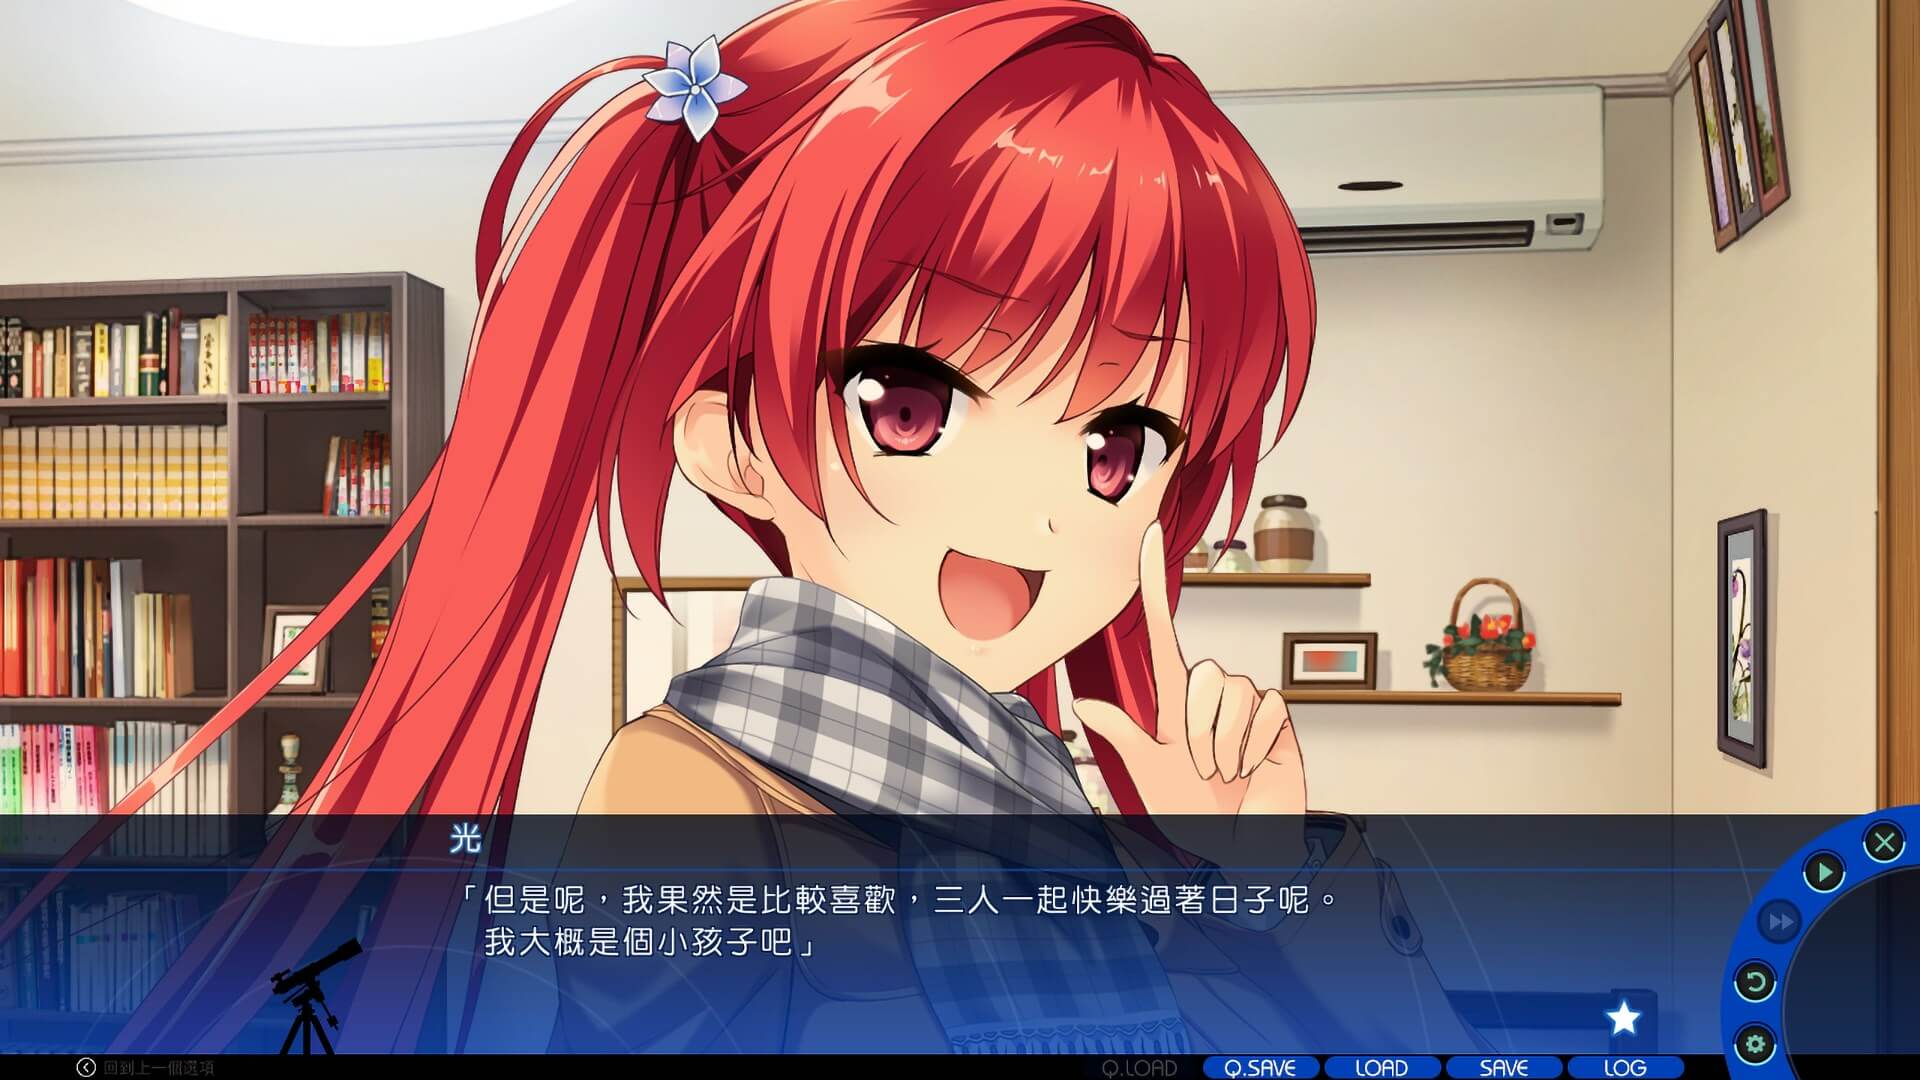 光
「但是呢，我果然是比較喜歡，三人一起快樂過著日子呢。
我大概是個小孩子吧」
回到上一個選項
Q.LOAD
Q.SAVE
LOAD
SAVE
LOG